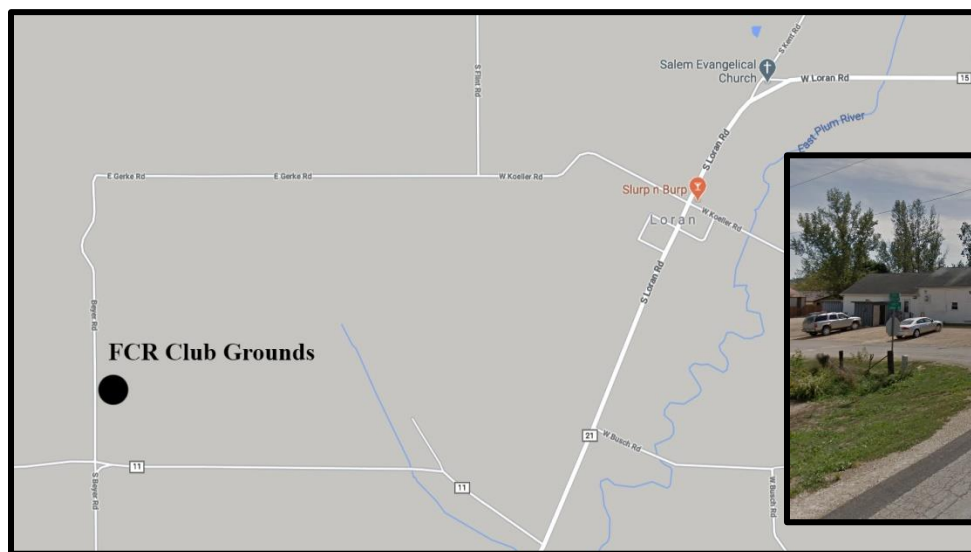 S Kent Rd
Salem Evangelical
Church
W Loran Rd
15
S Flint Rd
East Plum River
S Loran Rd
E Gerke Rd
E Gerke Rd
W Koeller Rd
Slurp n Burp
W Koeller Rd
Loran
S Loran Rd
Beyer Rd
FCR Club Grounds
21
W Busch Rd
11
11
S Beyer Rd
W Busch Rd